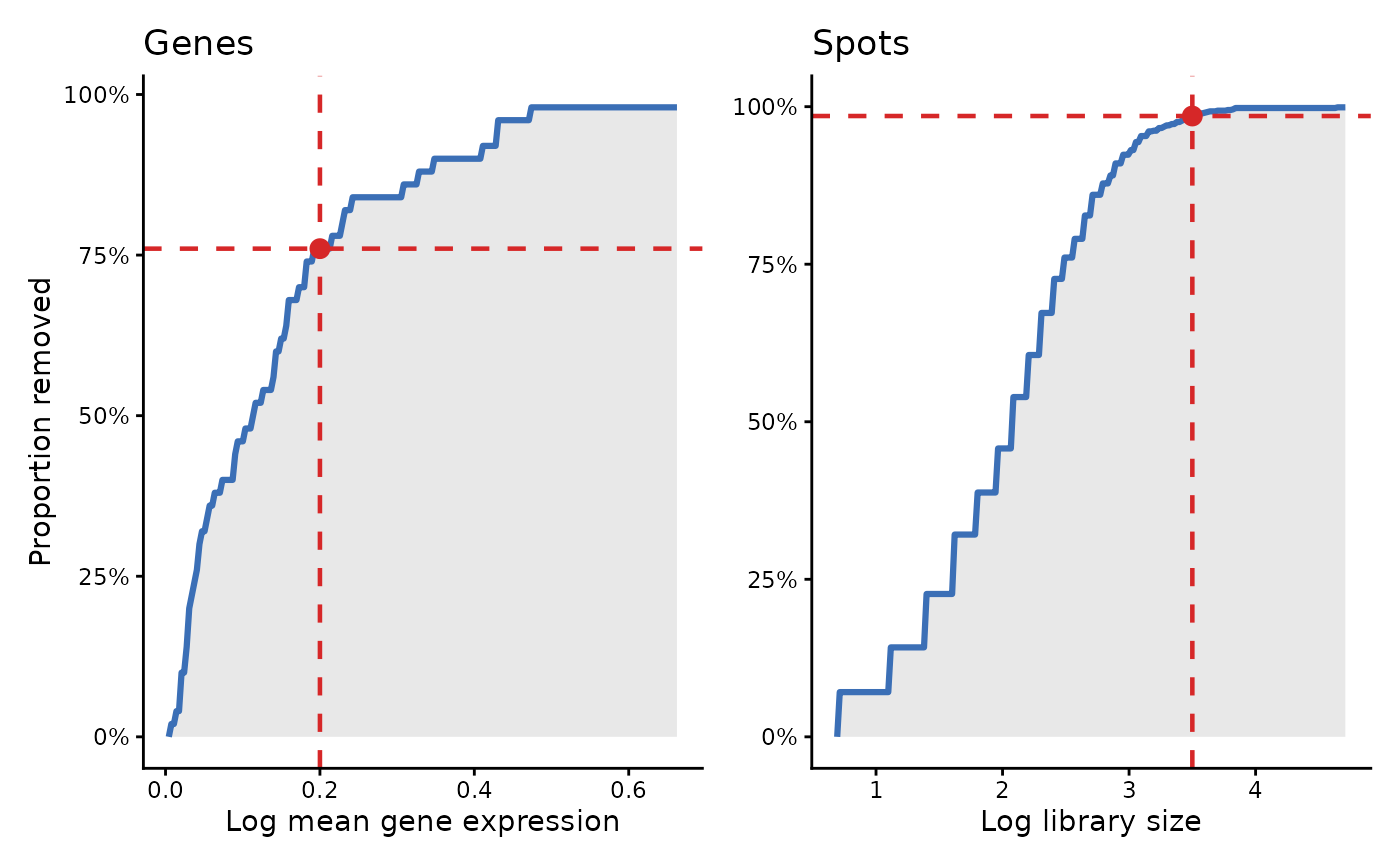 Genes
Proportion removed
100%
75%
50%
25%
0%
0.0 0.2 0.4 0.6
Log mean gene expression
Spots
100%
75%
50%
25%
0%
1 2 3 4
Log library size